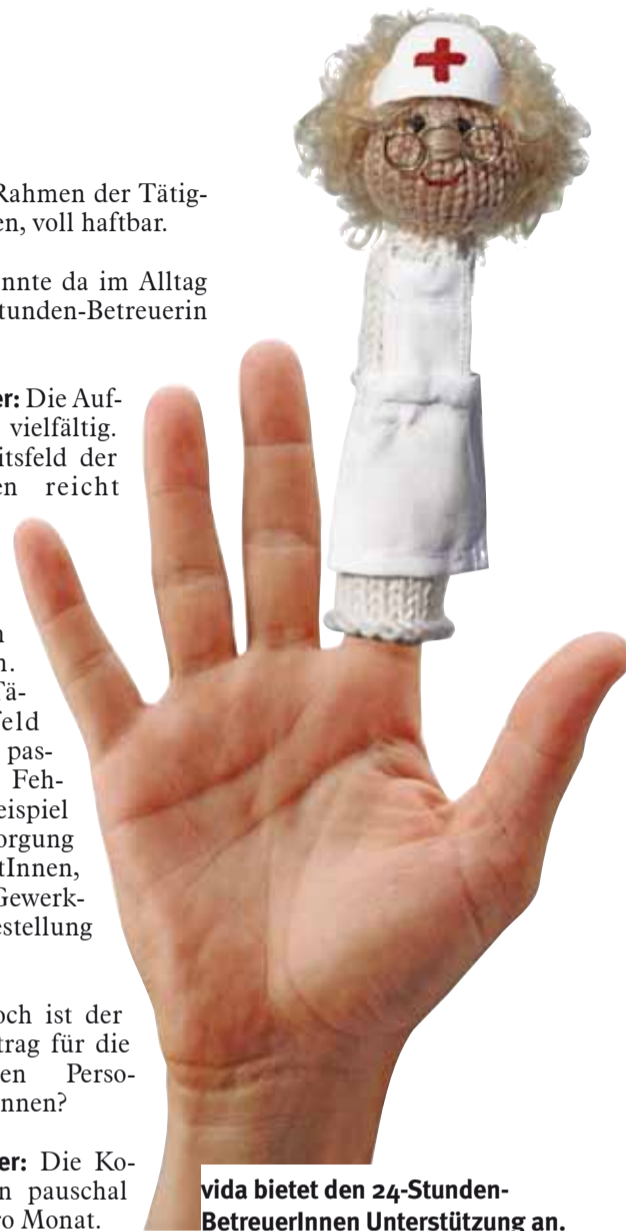 Rahmen der Tätig-
en, voll haftbar.
nnte da im Alltag
tunden-Betreuerin
er: Die Auf-
vielfältig.
itsfeld der
en reicht
n
n.
Tä-
feld
pas-
Feh-
eispiel
orgung
tInnen,
Gewerk-
estellung
och ist der
trag für die
en Perso-
nnen?
er: Die Ko-
n pauschal
ro Monat.
vida bietet den 24-Stunden-
BetreuerInnen Unterstützung an.